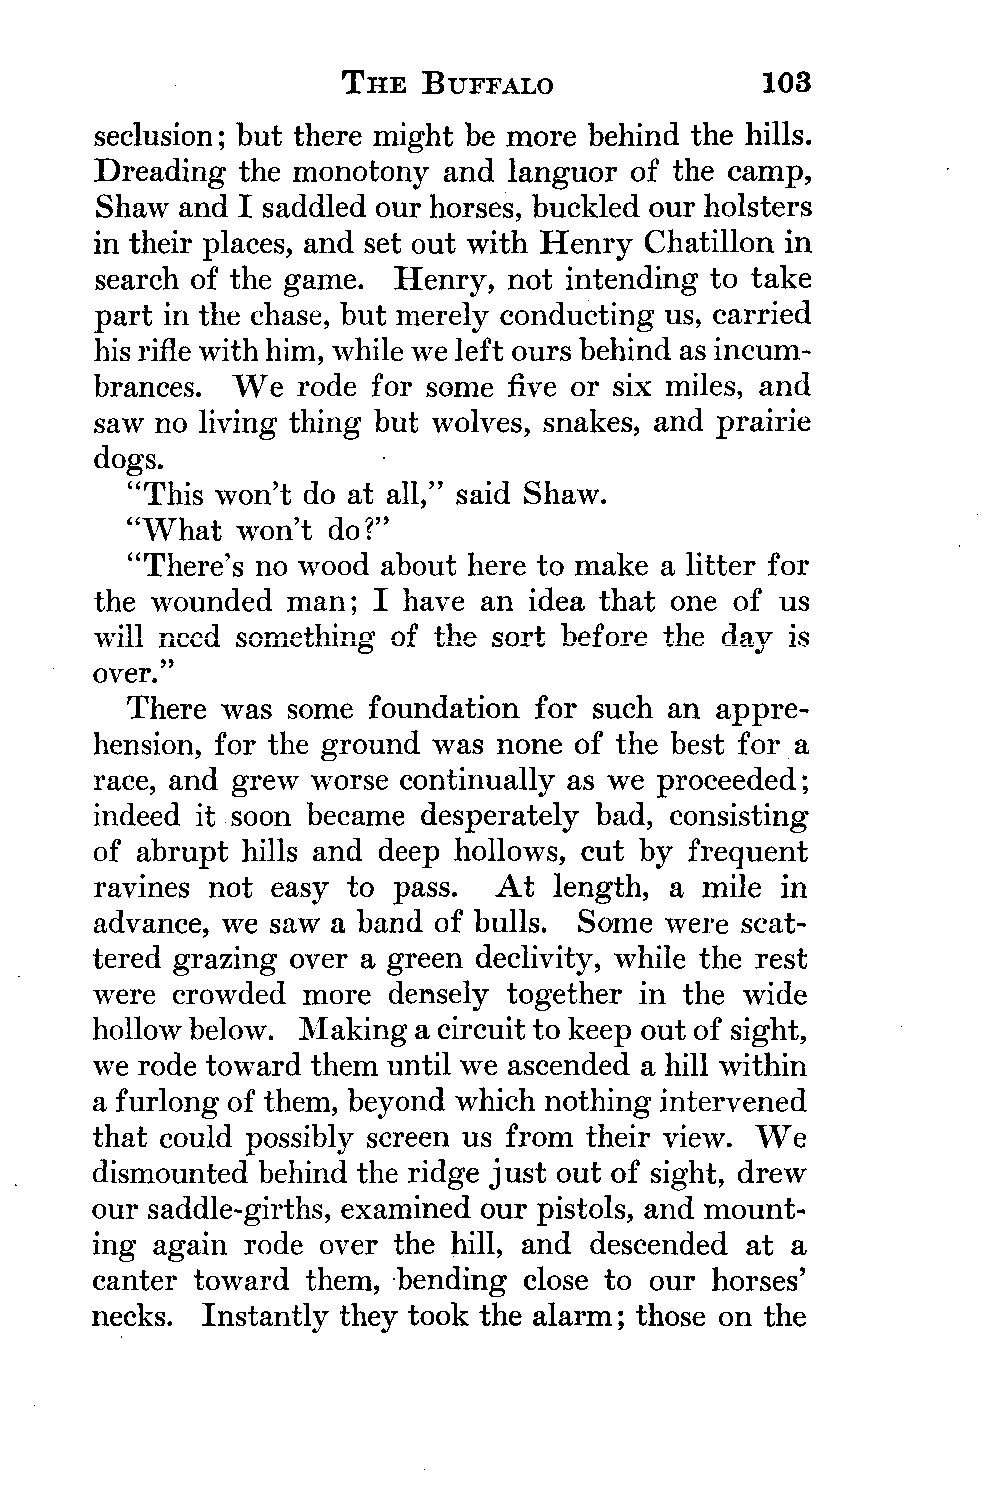 THE BUFFALO 103
seclusion; but there might be more behind the hills.
Dreading the monotony and languor of the camp,
Shaw and I saddled our horses, buckled our holsters
in their places, and set out with Henry Chatillon in
search of the game. Henry, not intending to take
part in the chase, but merely conducting us, carried
his rifle with him, while we left ours behind as incum-
brances. We rode for some five or six miles, and
saw no living thing but wolves, snakes, and prairie
dogs.
“This won’t do at all,” said Shaw.
“What won’t do?”
“There’s no wood about here to make a litter for
the wounded man; I have an idea that one of us
will need something of the sort before the day is
over.”
There was some foundation for such an appre-
hension, for the ground was none of the best for a
race, and grew worse continually as we proceeded;
indeed it soon became desperately bad, consisting
of abrupt hills and deep hollows, cut by frequent
ravines not easy to pass. At length, a mile in
advance, we saw a band of bulls. Some were scat-
tered grazing over a green declivity, while the rest
were crowded more densely together in the wide
hollow below. Making a circuit to keep out of sight,
we rode toward them until we ascended a hill within
a furlong of them, beyond which nothing intervened
that could possibly screen us from their view. We
dismounted behind the ridge just out of sight, drew
our saddle-girths, examined our pistols, and mount-
ing again rode over the hill, and descended at a
canter toward them, bending close to our horses’
necks. Instantly they took the alarm; those on the